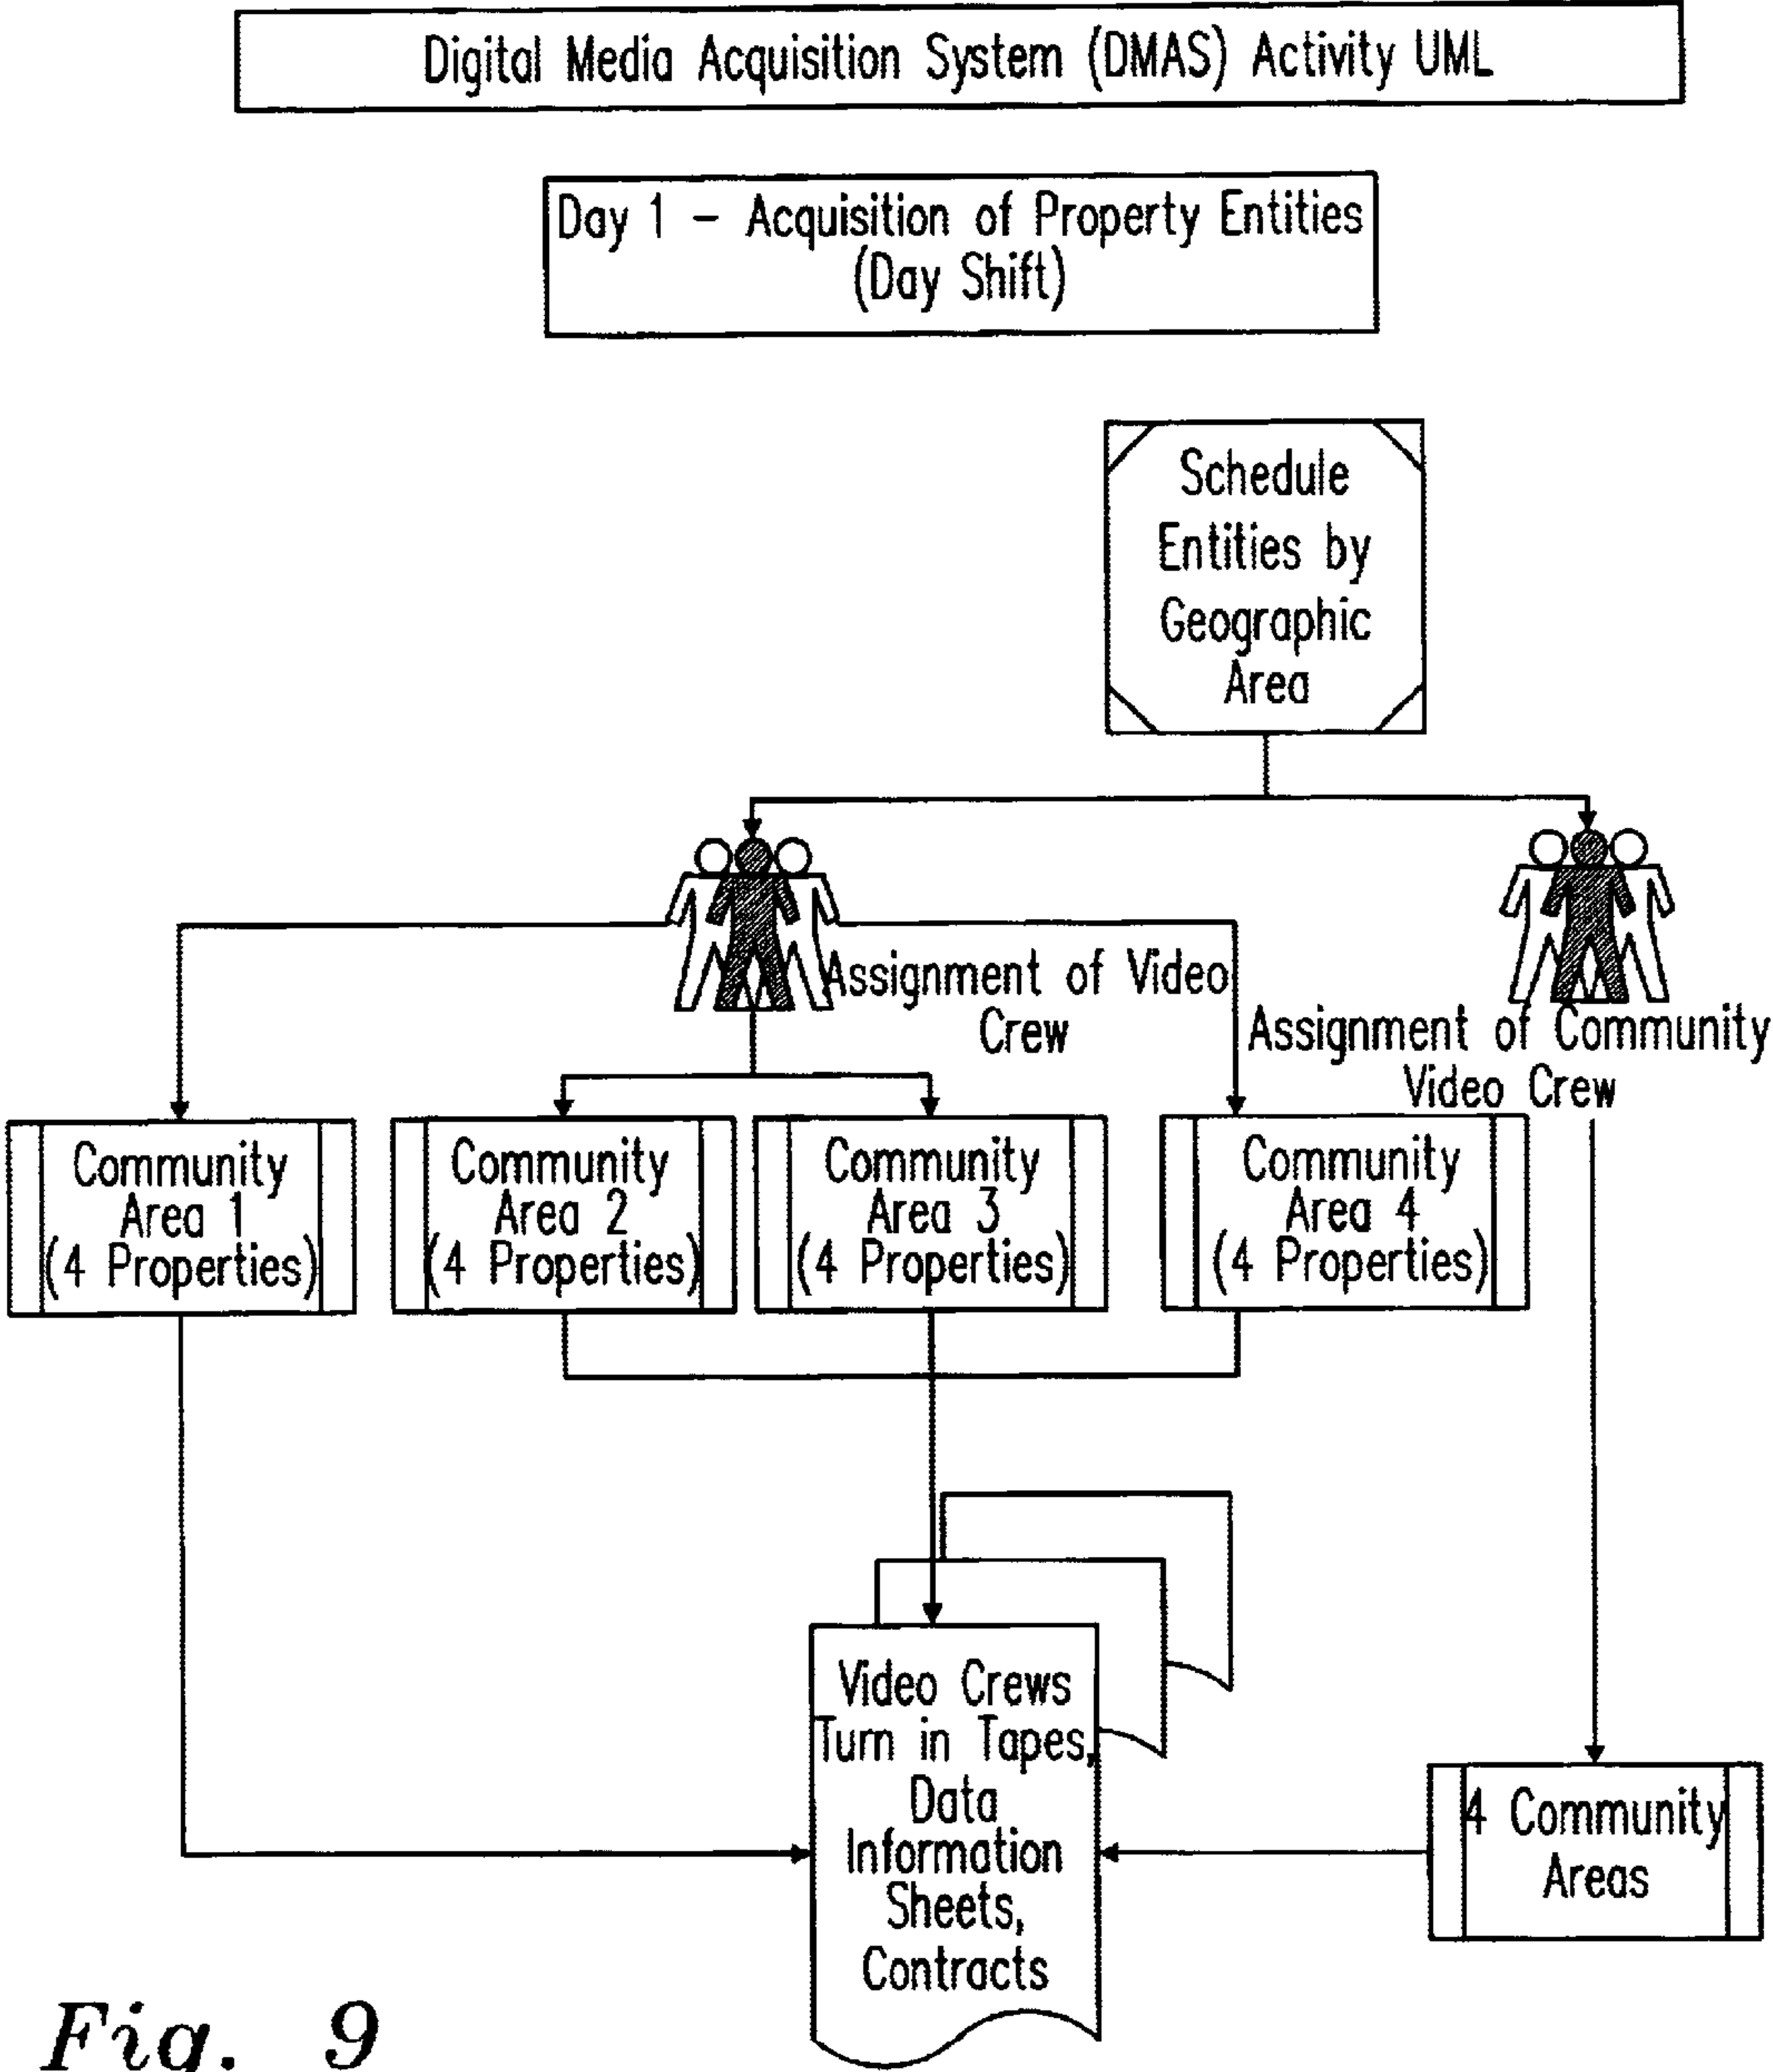 Digital Media Acquisition System (DMAS) Activity UML
Day 1 – Acquisition of Property Entities
(Day Shift)
Schedule
Entities by
Geographic
Area
Assignment of Video
Crew
Assignment of Community
Video Crew
Community
Area 1
(4 Properties)
Community
Area 2
(4 Properties)
Community
Area 3
(4 Properties)
Community
Area 4
(4 Properties)
Video Crews
Turn in Tapes,
Data
Information
Sheets,
Contracts
4 Community
Areas
Fig. 9